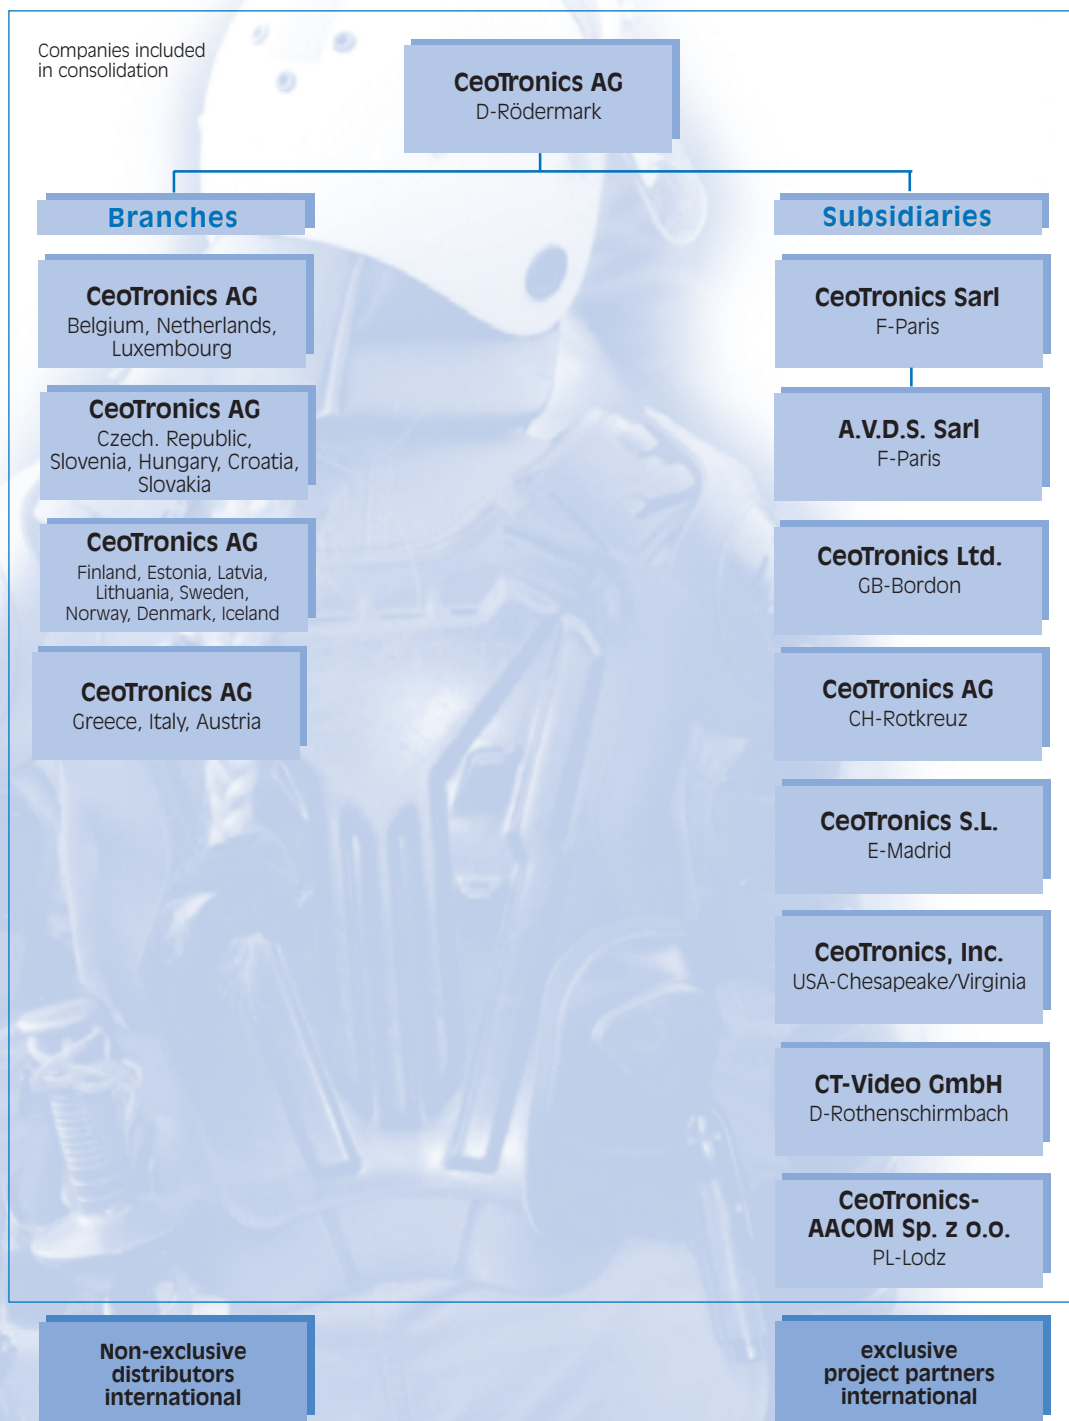 Companies included
in consolidation
CeoTronics AG
D-Rödermark
Branches
CeoTronics AG
Belgium, Netherlands,
Luxembourg
CeoTronics AG
Czech. Republic,
Slovenia, Hungary, Croatia,
Slovakia
CeoTronics AG
Finland, Estonia, Latvia,
Lithuania, Sweden,
Norway, Denmark, Iceland
CeoTronics AG
Greece, Italy, Austria
Subsidiaries
CeoTronics Sarl
F-Paris
A.V.D.S. Sarl
F-Paris
CeoTronics Ltd.
GB-Bordon
CeoTronics AG
CH-Rotkreuz
CeoTronics S.L.
E-Madrid
CeoTronics, Inc.
USA-Chesapeake/Virginia
CT-Video GmbH
D-Rothenschirmbach
CeoTronics-
AACOM Sp. z o.o.
PL-Lodz
Non-exclusive
distributors
international
exclusive
project partners
international